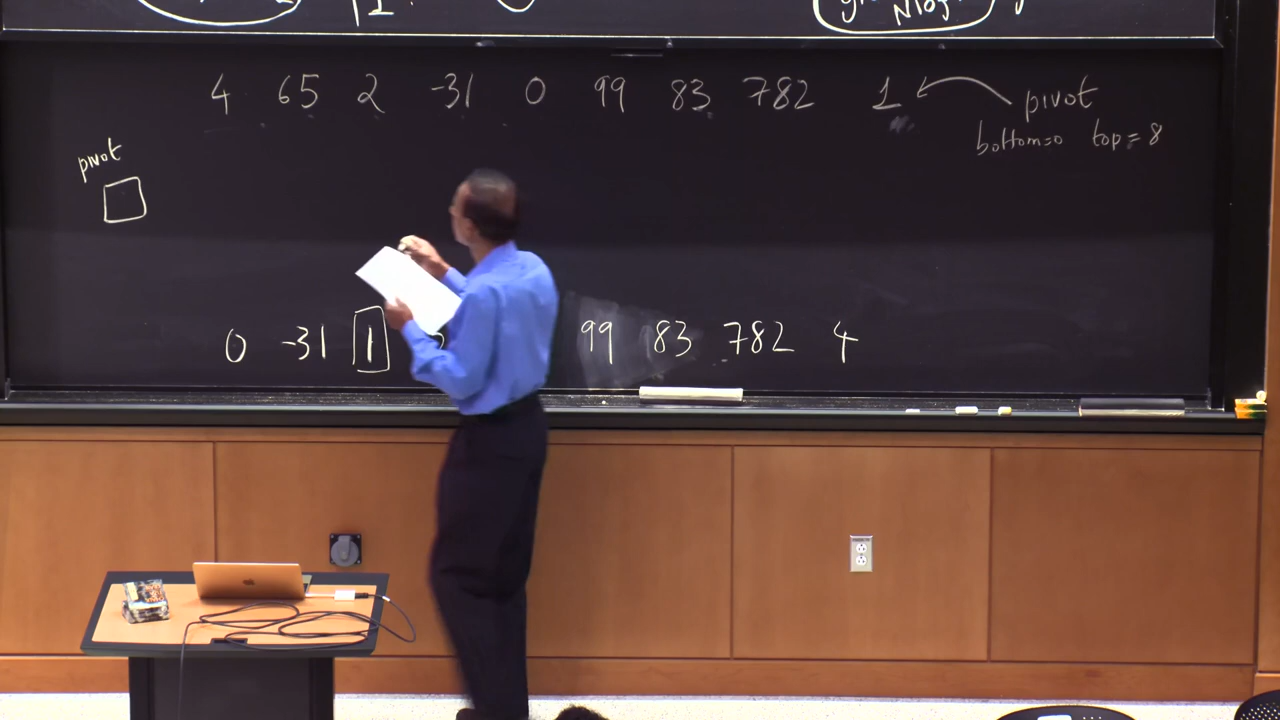 N log
4 65 2 -31 0 99 83 782 1 pivot
bottom=0 top=8
pivot
0 -31 1 99 83 782 4